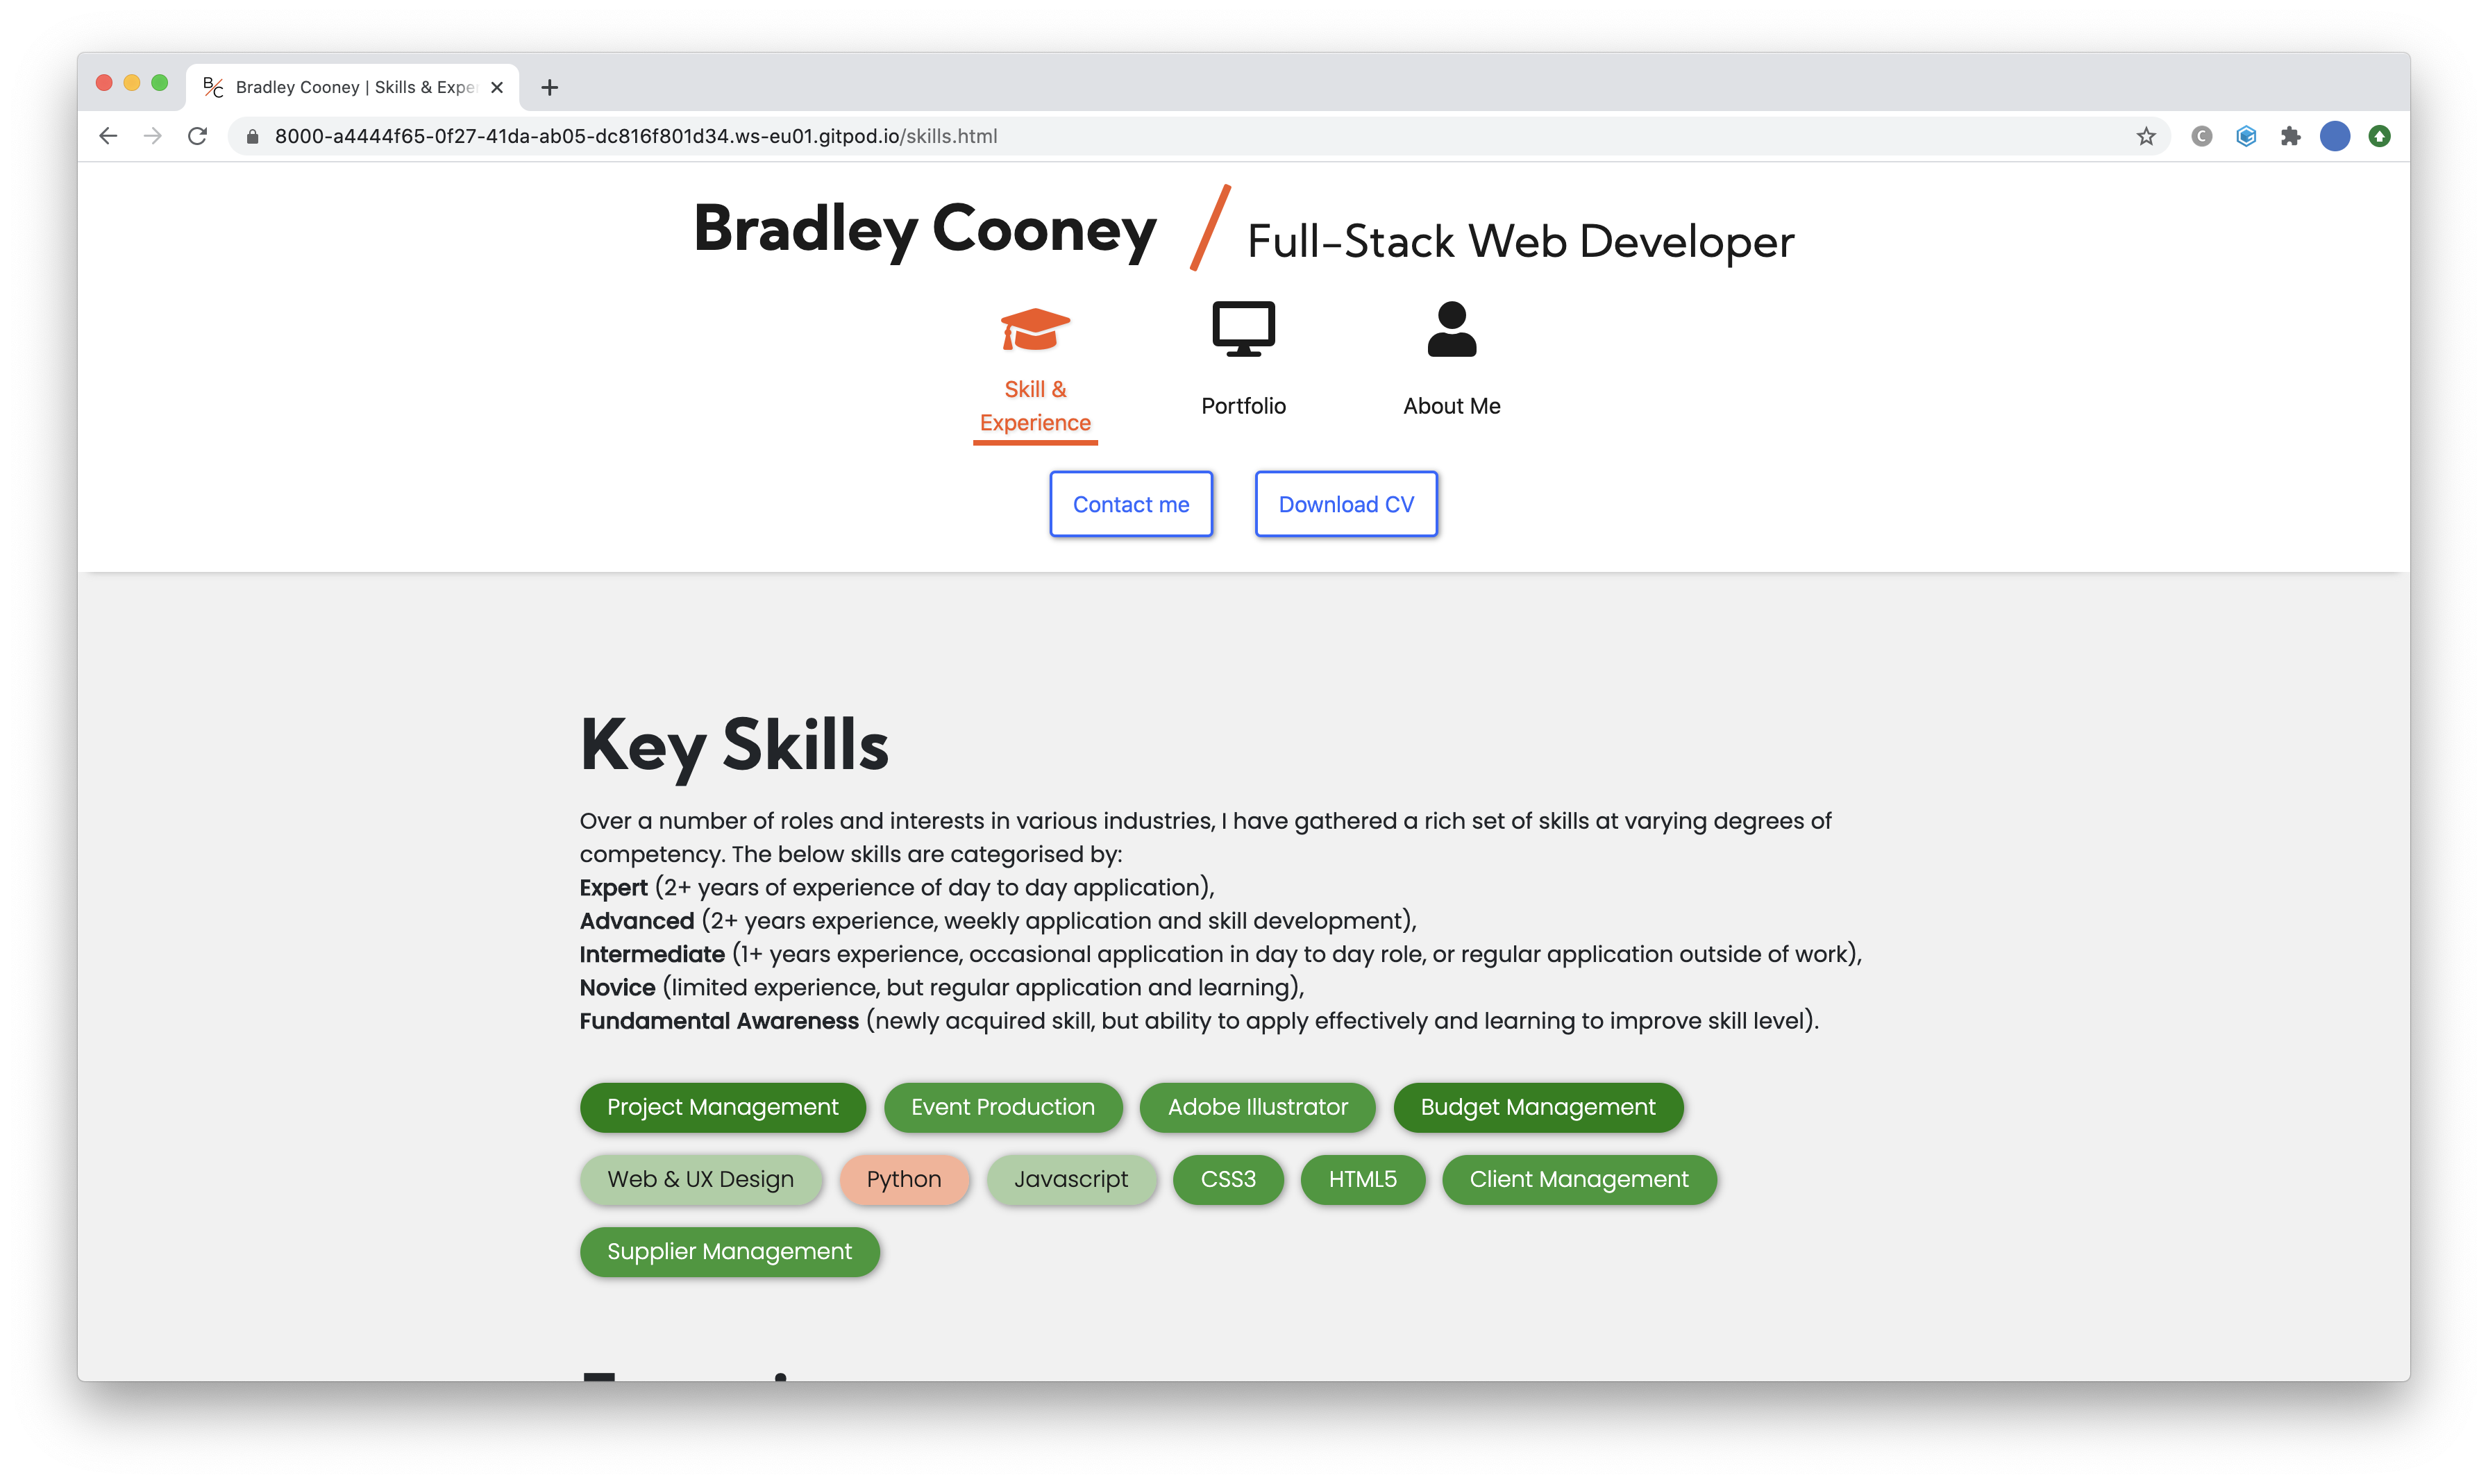 B/C Bradley Cooney | Skills & Expe
8000-a4444f65-0f27-41da-ab05-dc816f801d34.ws-eu01.gitpod.io/skills.html
Bradley Cooney / Full-Stack Web Developer
Skill &
Experience
Portfolio
About Me
Contact me
Download CV
Key Skills
Over a number of roles and interests in various industries, I have gathered a rich set of skills at varying degrees of
competency. The below skills are categorised by:
Expert (2+ years of experience of day to day application),
Advanced (2+ years experience, weekly application and skill development),
Intermediate (1+ years experience, occasional application in day to day role, or regular application outside of work),
Novice (limited experience, but regular application and learning),
Fundamental Awareness (newly acquired skill, but ability to apply effectively and learning to improve skill level).
Project Management Event Production Adobe Illustrator Budget Management
Web & UX Design Python Javascript CSS3 HTML5 Client Management
Supplier Management